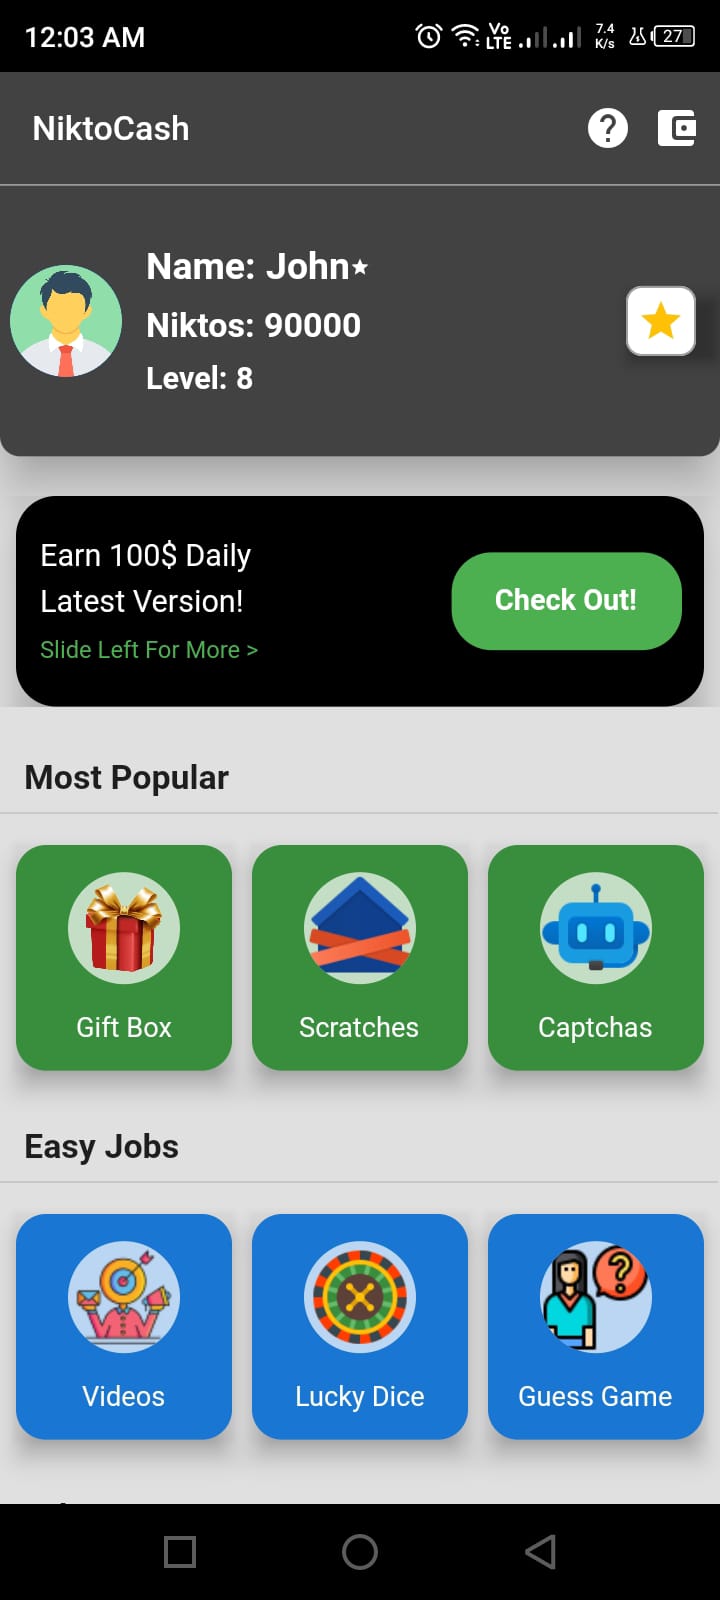 12:03 AM
Vo
LTE
7.4
K/s
27
NiktoCash
Name: John
Niktos: 90000
Level: 8
Earn 100$ Daily
Latest Version!
Slide Left For More >
Check Out!
Most Popular
Gift Box
Scratches
Captchas
Easy Jobs
Videos
Lucky Dice
Guess Game